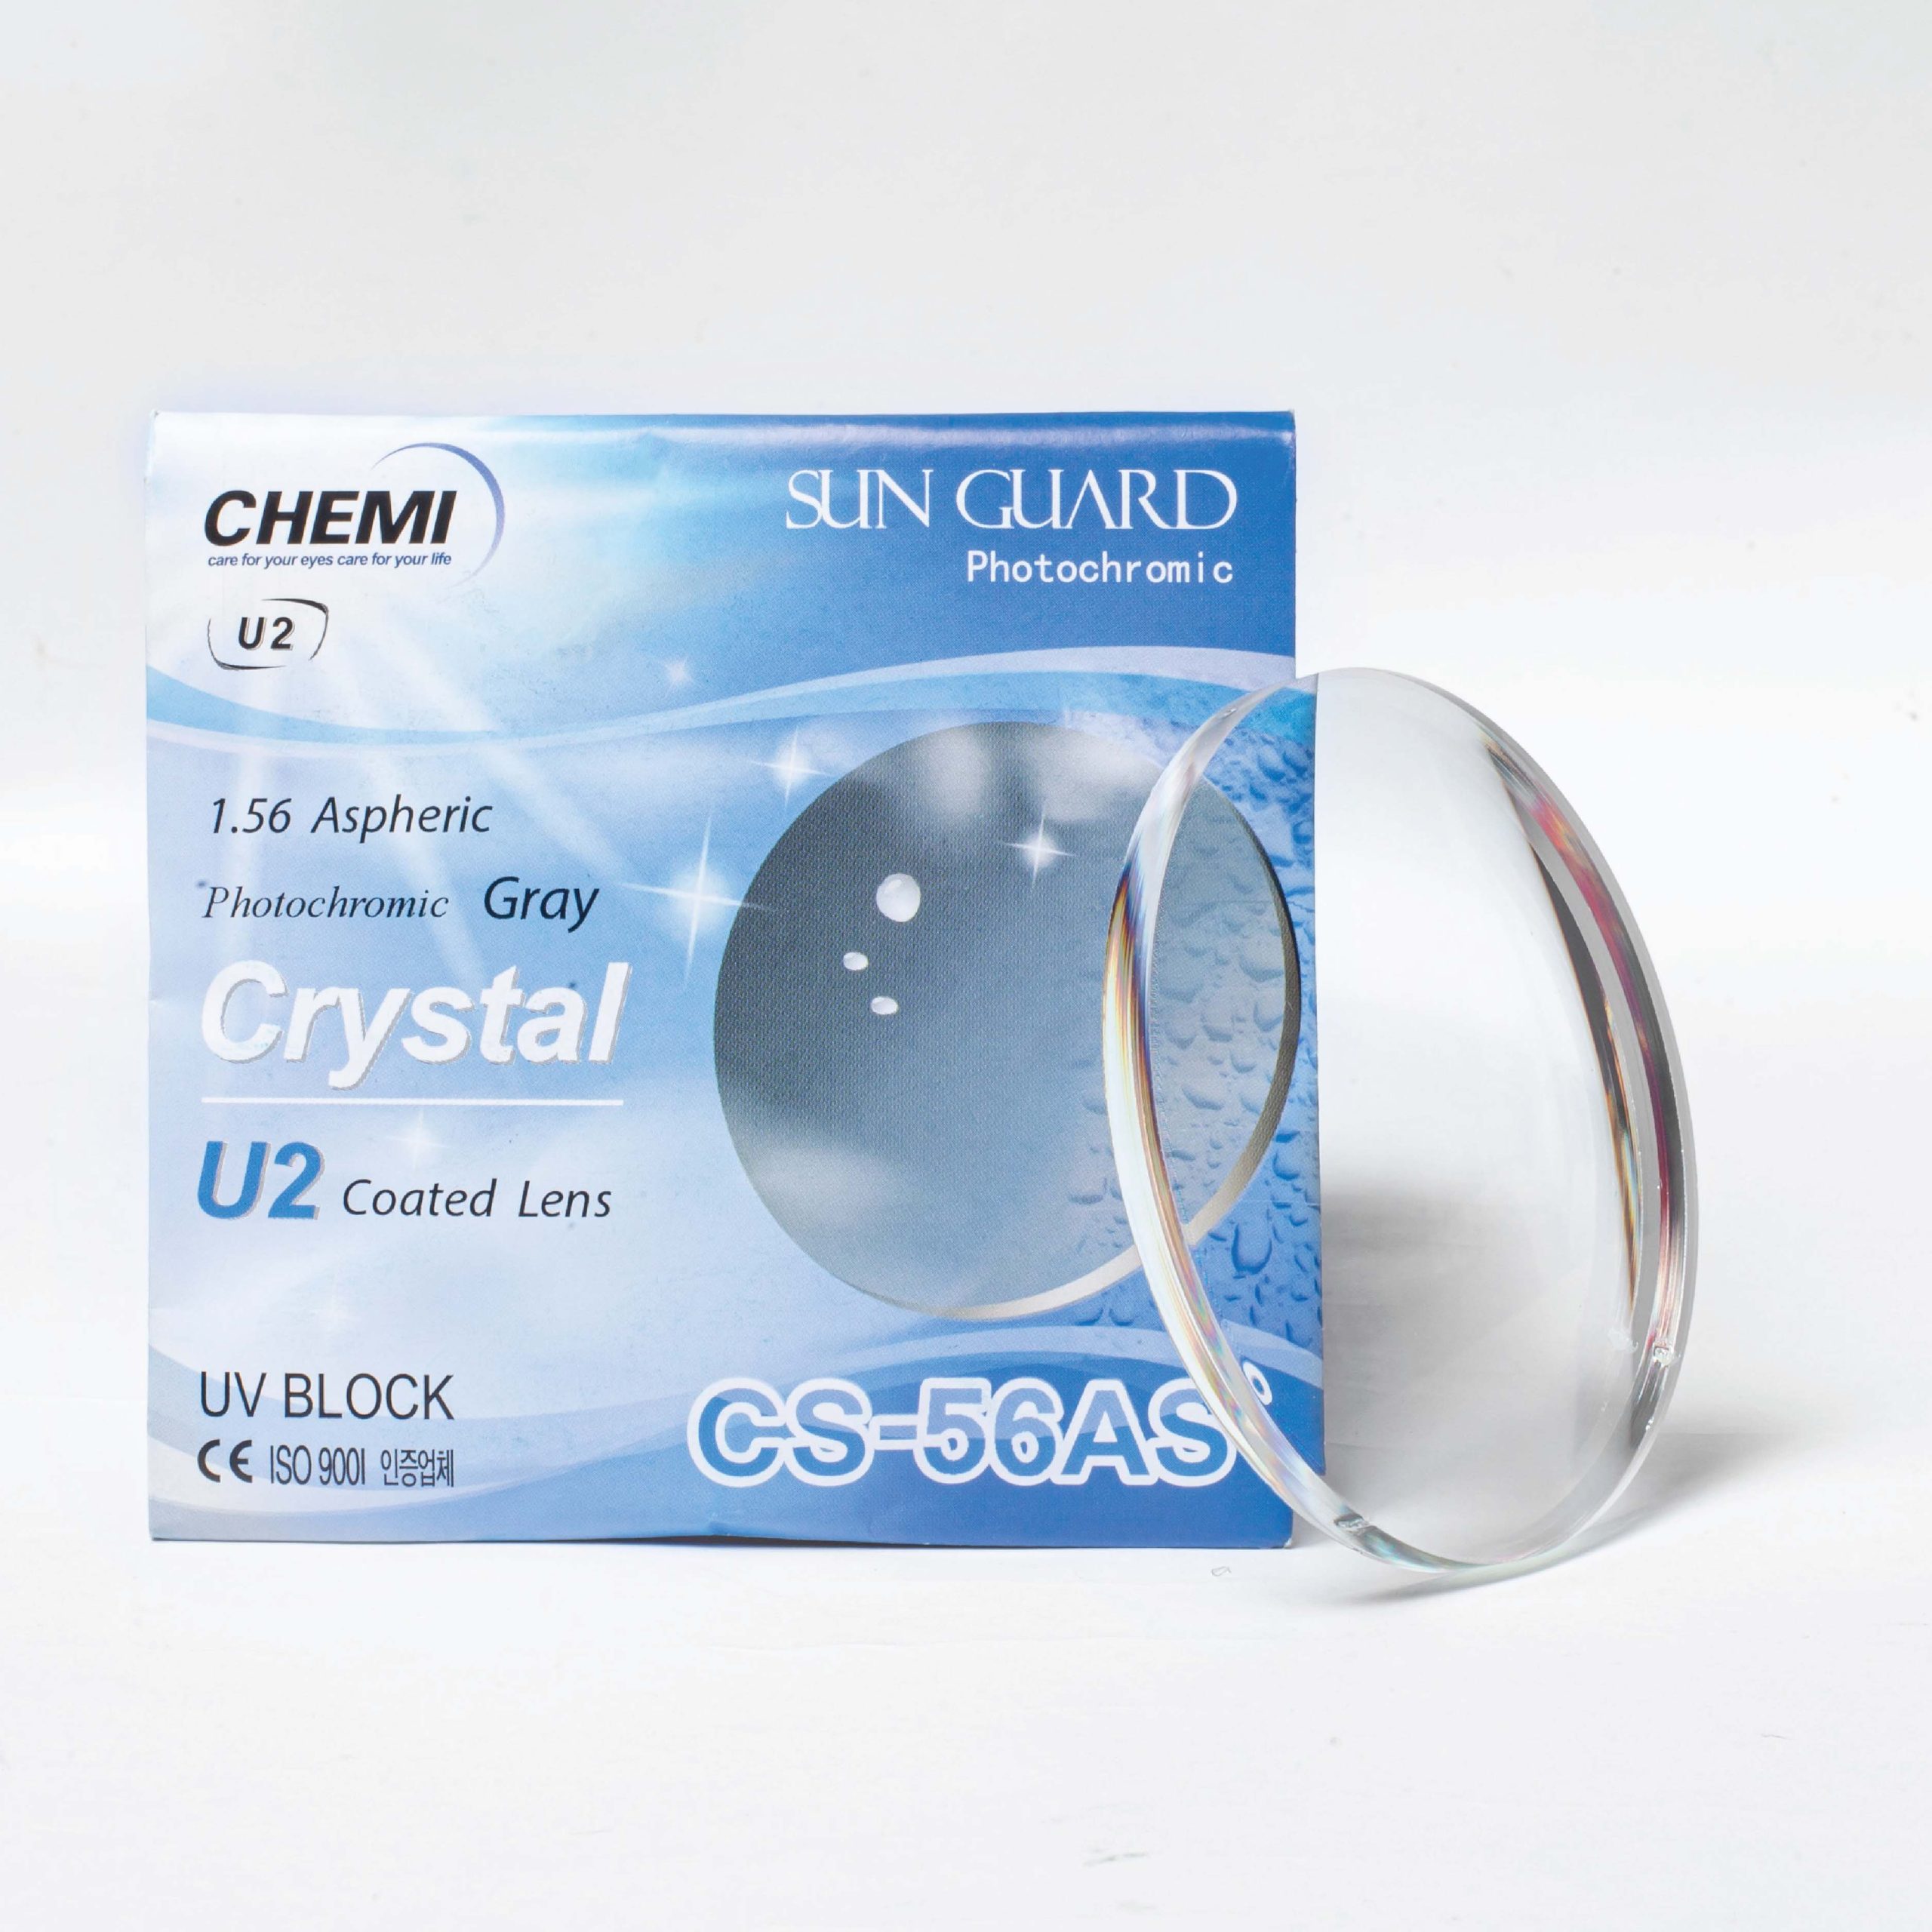 CHEMI
care for your eyes care for your life
U2
SUN GUARD
Photochromic
1.56 Aspheric
Photochromic Gray
Crystal
U2 Coated Lens
UV BLOCK
CE ISO 9001 인증업체
CS-56AS